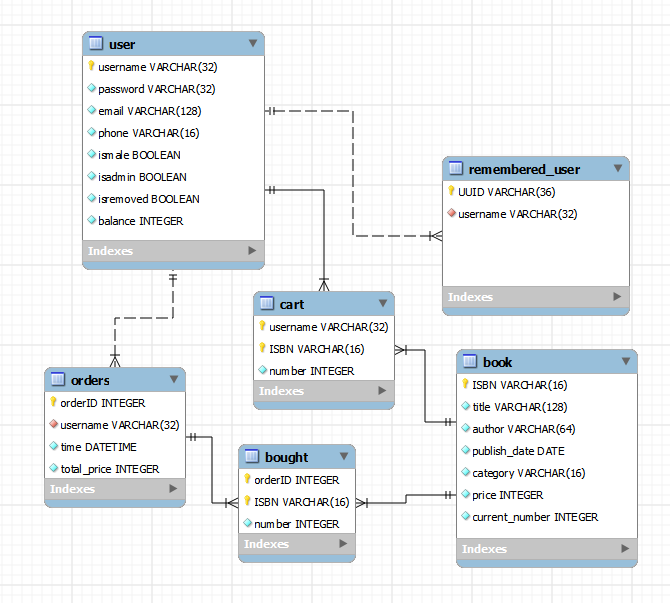 user
username VARCHAR(32)
password VARCHAR(32)
email VARCHAR(128)
phone VARCHAR(16)
ismale BOOLEAN
isadmin BOOLEAN
isremoved BOOLEAN
balance INTEGER
Indexes
remembered_user
UUID VARCHAR(36)
username VARCHAR(32)
Indexes
cart
username VARCHAR(32)
ISBN VARCHAR(16)
number INTEGER
Indexes
book
ISBN VARCHAR(16)
title VARCHAR(128)
author VARCHAR(64)
publish_date DATE
category VARCHAR(16)
price INTEGER
current_number INTEGER
Indexes
orders
orderID INTEGER
username VARCHAR(32)
time DATETIME
total_price INTEGER
Indexes
bought
orderID INTEGER
ISBN VARCHAR(16)
number INTEGER
Indexes